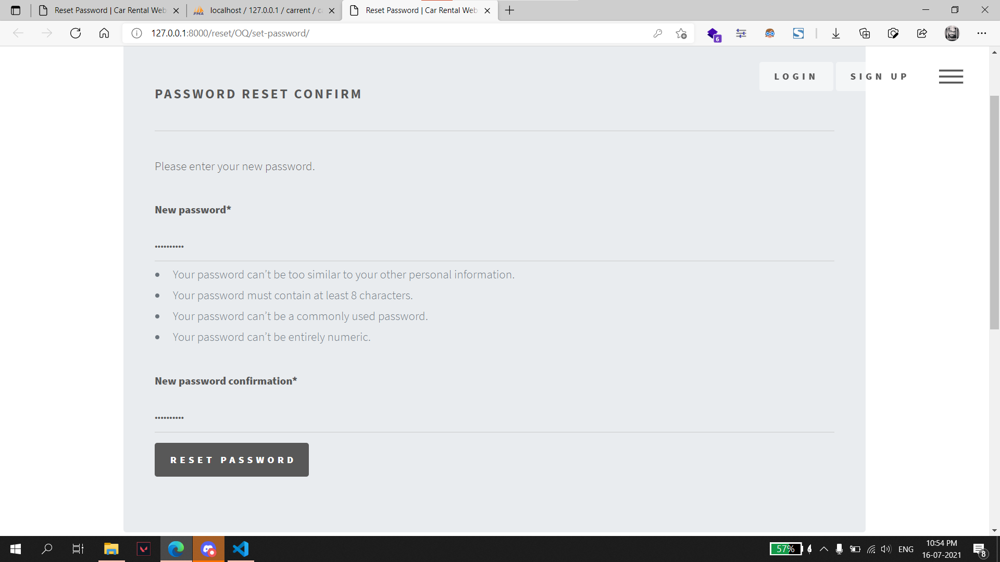 Reset Password | Car Rental Web
localhost / 127.0.0.1 / carrent / c
Reset Password | Car Rental Web
127.0.0.1:8000/reset/OQ/set-password/
6
LOGIN
SIGN UP
PASSWORD RESET CONFIRM
Please enter your new password.
New password*
••••••••••
• Your password can’t be too similar to your other personal information.
• Your password must contain at least 8 characters.
• Your password can’t be a commonly used password.
• Your password can’t be entirely numeric.
New password confirmation*
••••••••••
RESET PASSWORD
57%
ENG
10:54 PM
16-07-2021
8